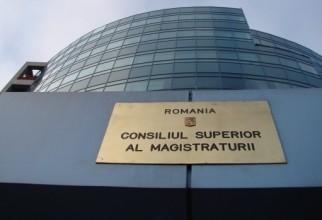 ROMANIA
CONSILIUL SUPERIOR
AL MAGISTRATURII